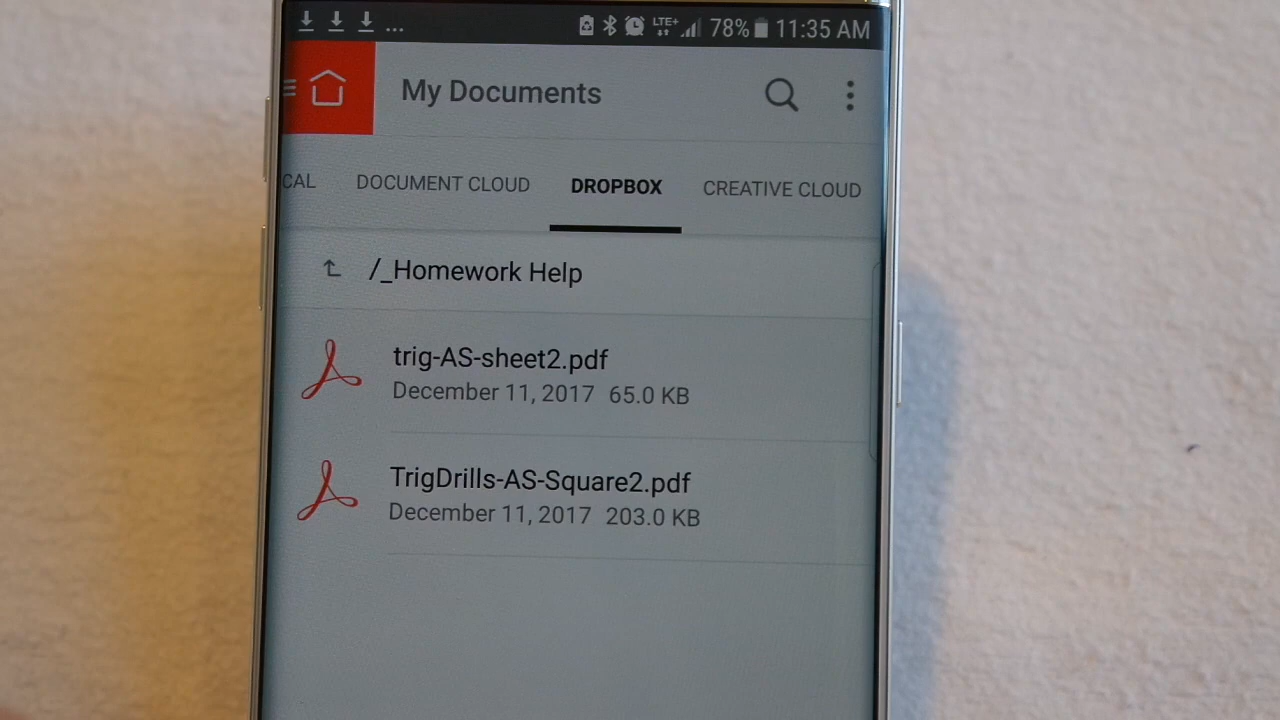 ... LTE+ 78% 11:35 AM
My Documents
CAL DOCUMENT CLOUD DROPBOX CREATIVE CLOUD
/_Homework Help
trig-AS-sheet2.pdf
December 11, 2017 65.0 KB
TrigDrills-AS-Square2.pdf
December 11, 2017 203.0 KB